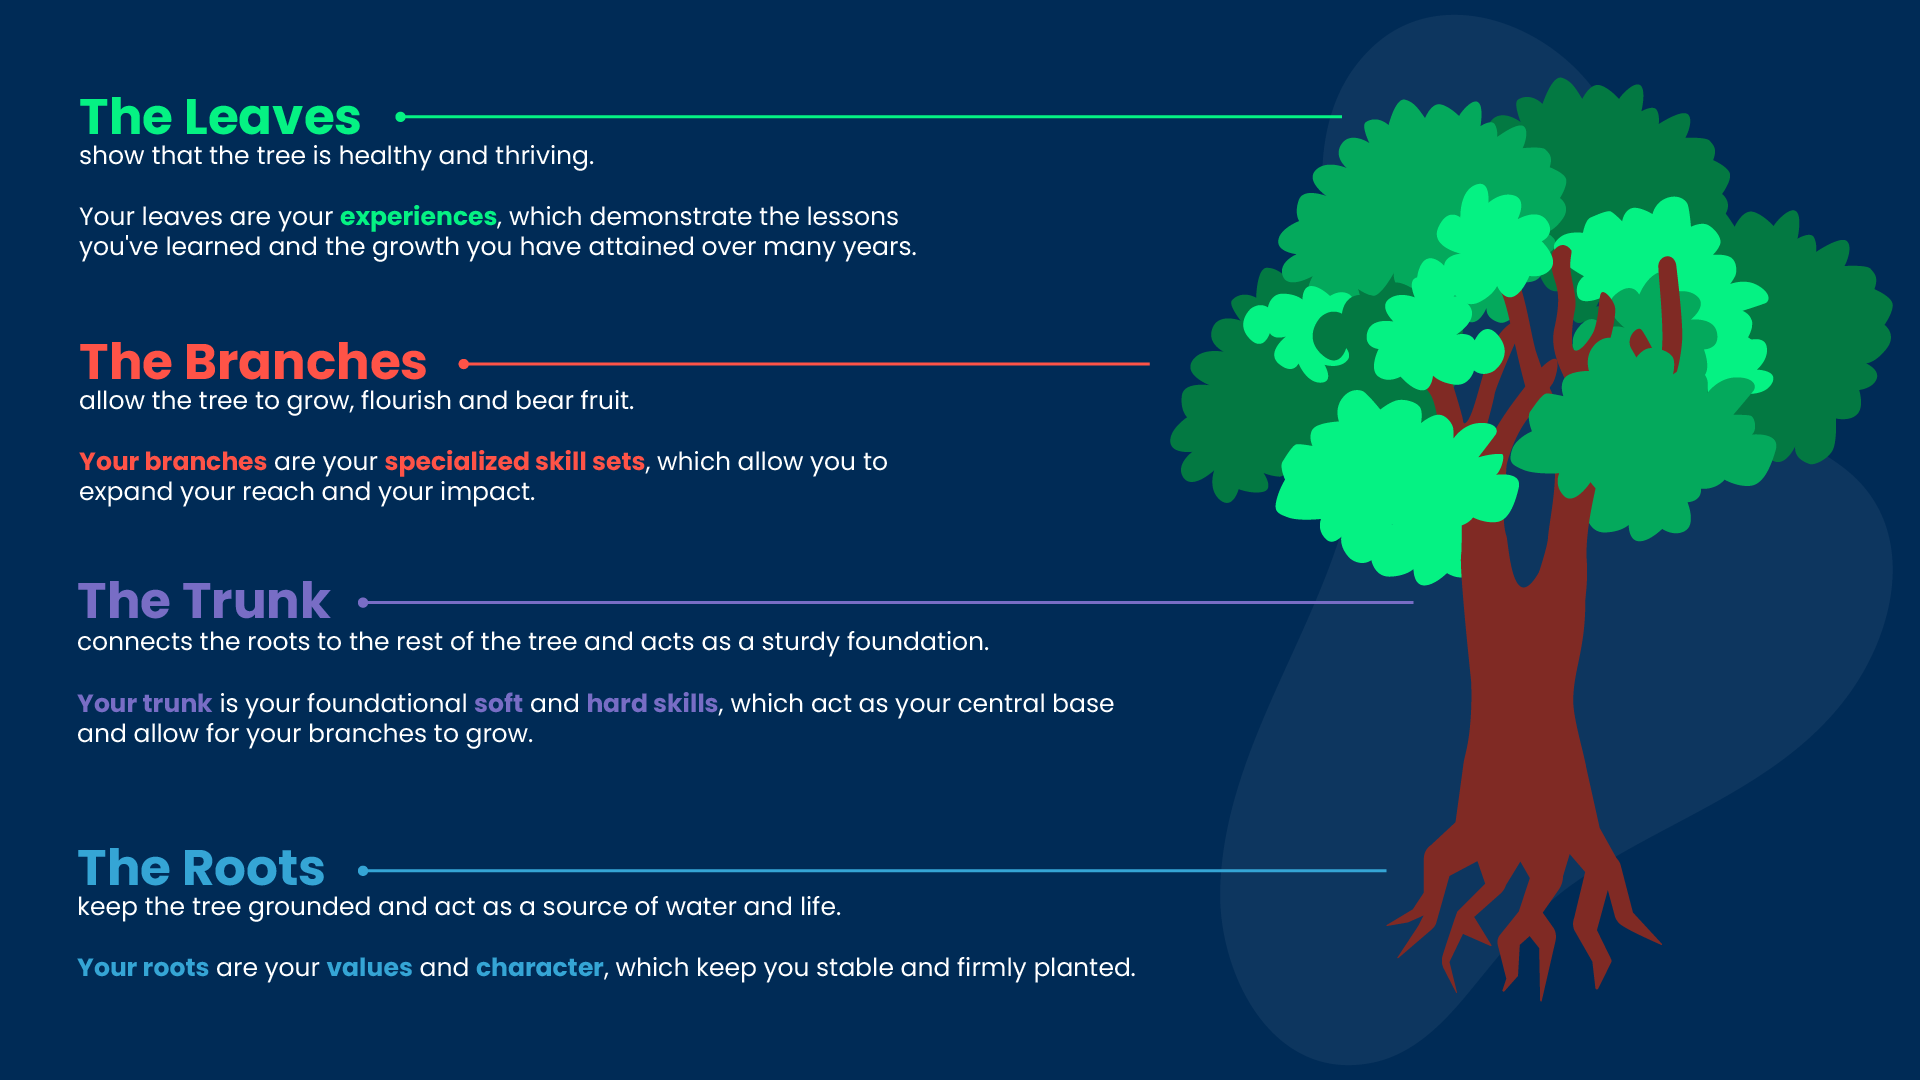 The Leaves
show that the tree is healthy and thriving.
Your leaves are your experiences, which demonstrate the lessons
you've learned and the growth you have attained over many years.
The Branches
allow the tree to grow, flourish and bear fruit.
Your branches are your specialized skill sets, which allow you to
expand your reach and your impact.
The Trunk
connects the roots to the rest of the tree and acts as a sturdy foundation.
Your trunk is your foundational soft and hard skills, which act as your central base
and allow for your branches to grow.
The Roots
keep the tree grounded and act as a source of water and life.
Your roots are your values and character, which keep you stable and firmly planted.